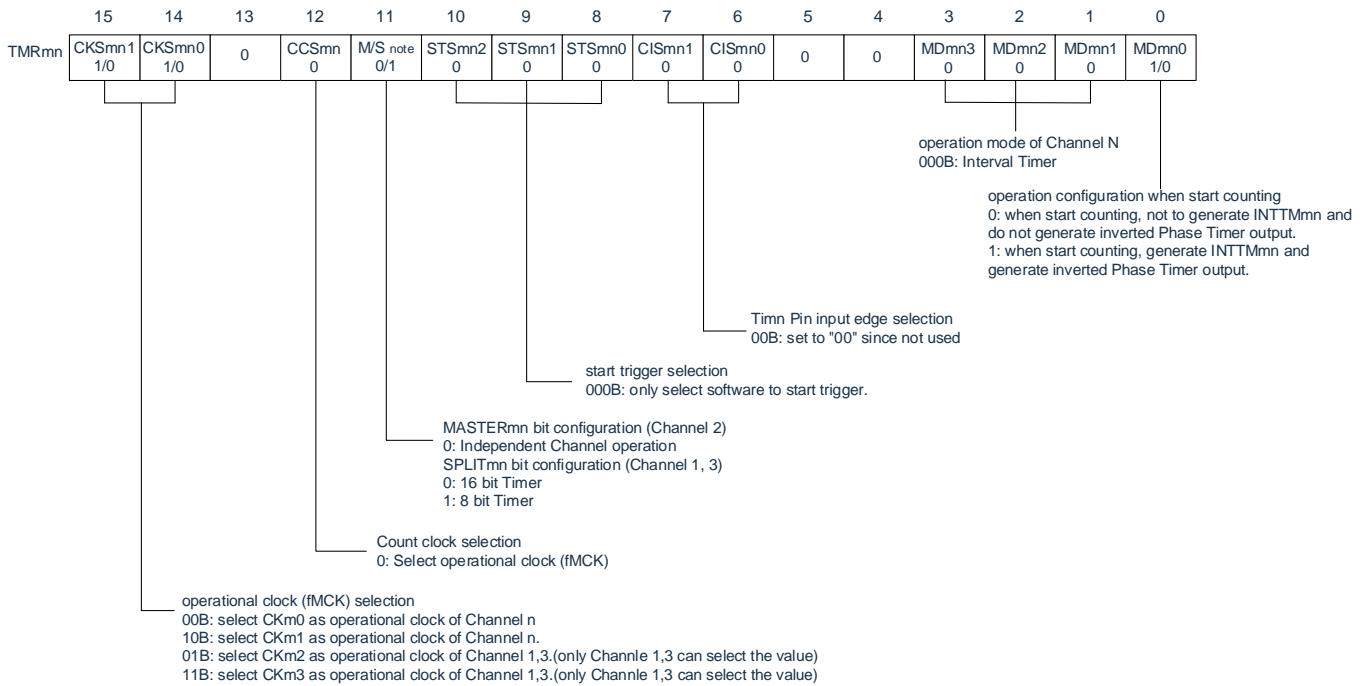 15 14 13 12 11 10 9 8 7 6 5 4 3 2 1 0
TMRmn CKSmn1 CKSmn0 0 CCSmn M/S note STSmn2 STSmn1 STSmn0 CISmn1 CISmn0 0 0 MDmn3 MDmn2 MDmn1 MDmn0
1/0 1/0 0 0/1 0 0 0 0 0 0 0 0 1/0
operation mode of Channel N
000B: Interval Timer
operation configuration when start counting
0: when start counting, not to generate INTTMmn and
do not generate inverted Phase Timer output.
1: when start counting, generate INTTMmn and
generate inverted Phase Timer output.
Timn Pin input edge selection
00B: set to "00" since not used
start trigger selection
000B: only select software to start trigger.
MASTERmn bit configuration (Channel 2)
0: Independent Channel operation
SPLITmn bit configuration (Channel 1, 3)
0: 16 bit Timer
1: 8 bit Timer
Count clock selection
0: Select operational clock (fMCK)
operational clock (fMCK) selection
00B: select CKm0 as operational clock of Channel n
10B: select CKm1 as operational clock of Channel n.
01B: select CKm2 as operational clock of Channel 1,3.(only Channle 1,3 can select the value)
11B: select CKm3 as operational clock of Channel 1,3.(only Channle 1,3 can select the value)